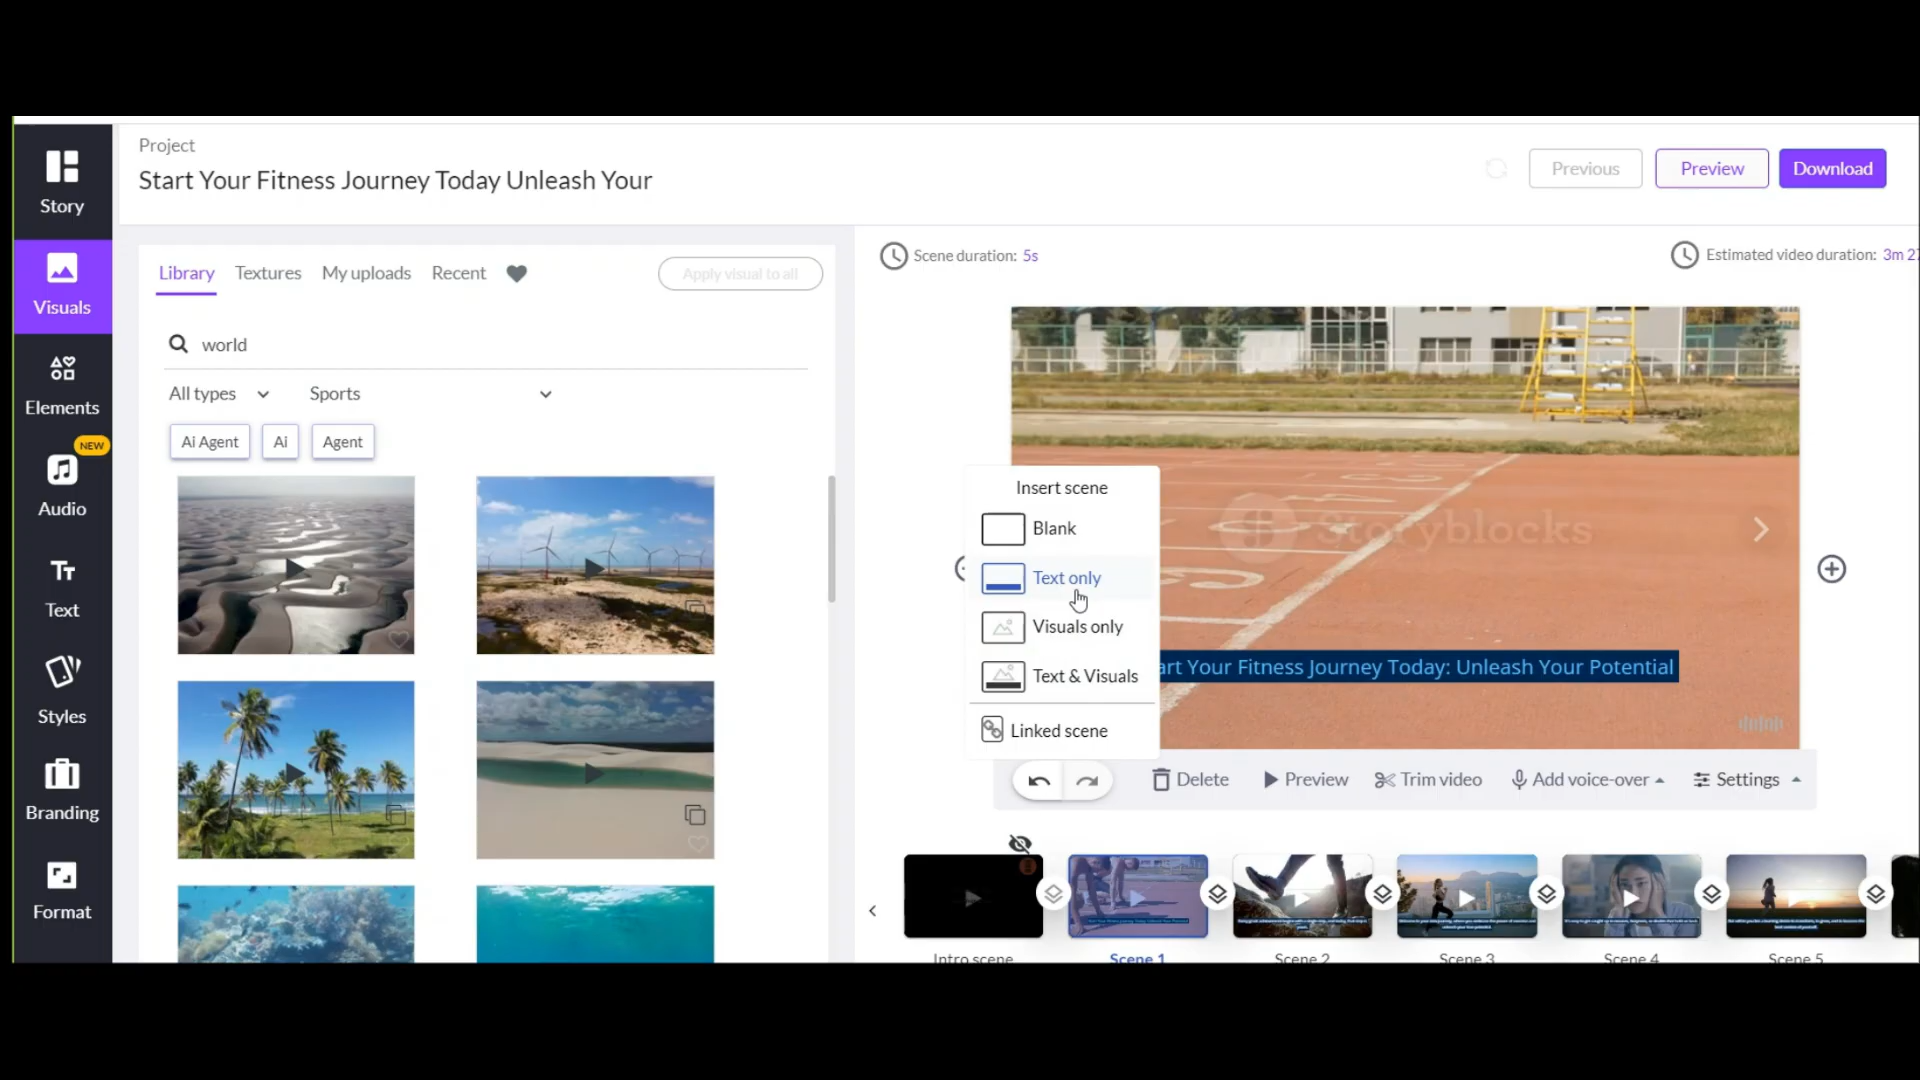 Project
Start Your Fitness Journey Today Unleash Your
Previous
Preview
Download
Story
Visuals
Elements
NEW
Audio
Text
Styles
Branding
Format
Library
Textures
My uploads
Recent
Apply visual to all
world
All types
Sports
Ai Agent
Ai
Agent
Scene duration: 5s
Estimated video duration: 3m 27
Storyblocks
Insert scene
Blank
Text only
Visuals only
Text & Visuals
Linked scene
art Your Fitness Journey Today: Unleash Your Potential
Delete
Preview
Trim video
Add voice-over
Settings
Intro scene
Scene 1
Scene 2
Scene 3
Scene 4
Scene 5